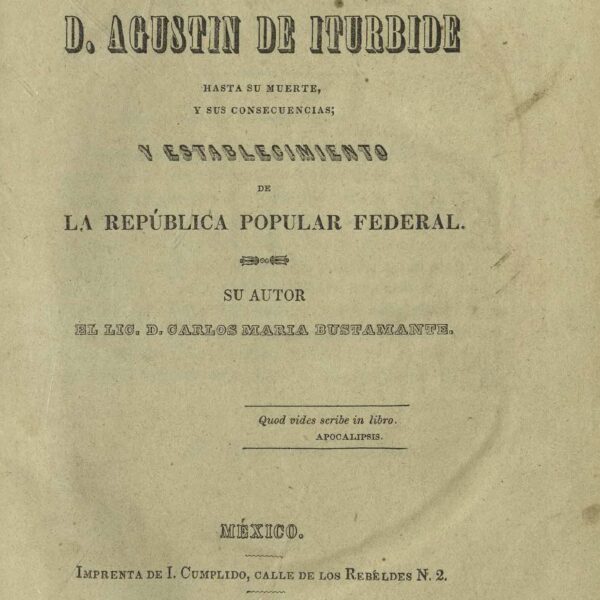 D. AGUSTIN DE ITURBIDE
HASTA SU MUERTE,
Y SUS CONSECUENCIAS;
Y ESTABLECIMIENTO
DE
LA REPÚBLICA POPULAR FEDERAL.
SU AUTOR
EL LIC. D. CARLOS MARIA BUSTAMANTE.
Quod vides scribe in libro.
APOCALIPSIS.
MÉXICO.
IMPRENTA DE I. CUMPLIDO, CALLE DE LOS REBELDES N. 2.